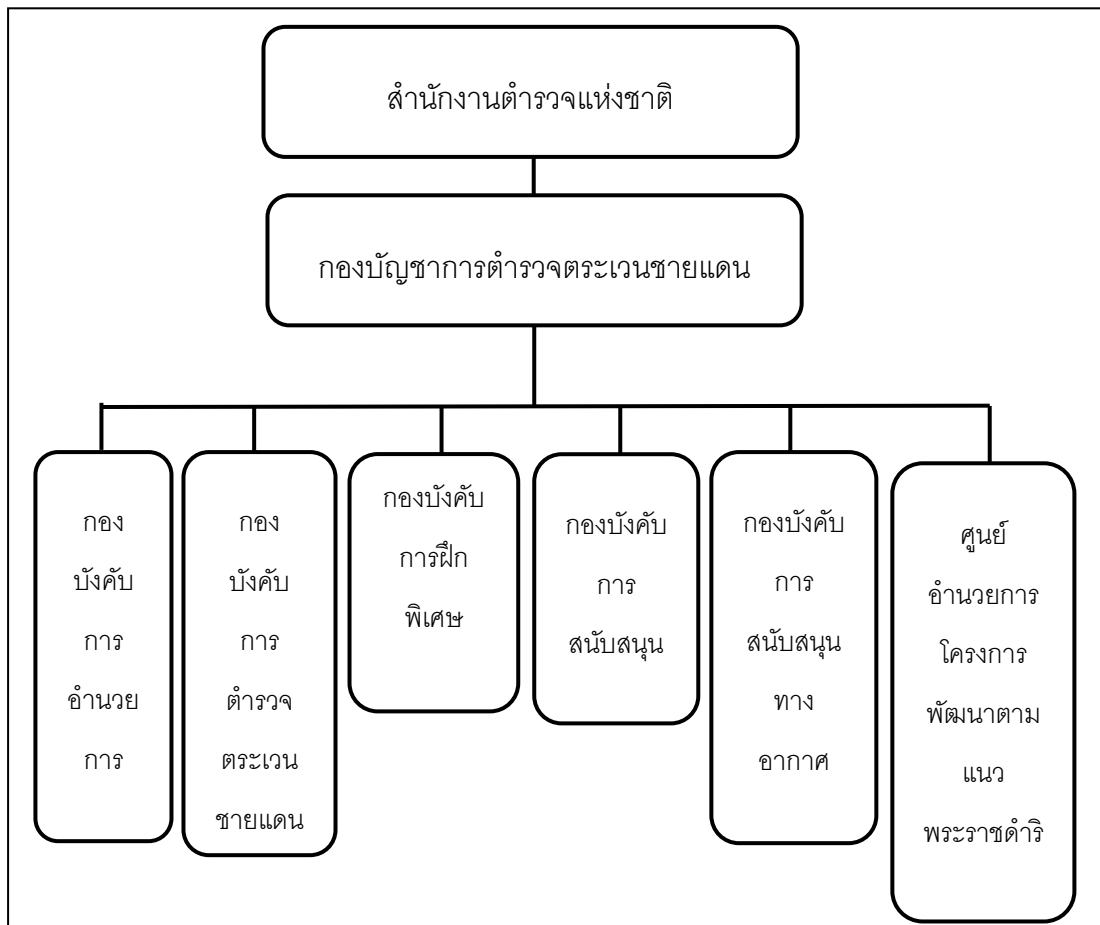 สำนักงานตำรวจแห่งชาติ
กองบัญชาการตำรวจตระเวนชายแดน
กอง
บังคับ
การ
อำนวย
การ
กอง
บังคับ
การ
ตำรวจ
ตระเวน
ชายแดน
กองบังคับ
การฝึก
พิเศษ
กองบังคับ
การ
สนับสนุน
กองบังคับ
การ
สนับสนุน
ทาง
อากาศ
ศูนย์
อำนวยการ
โครงการ
พัฒนาตาม
แนว
พระราชดำริ